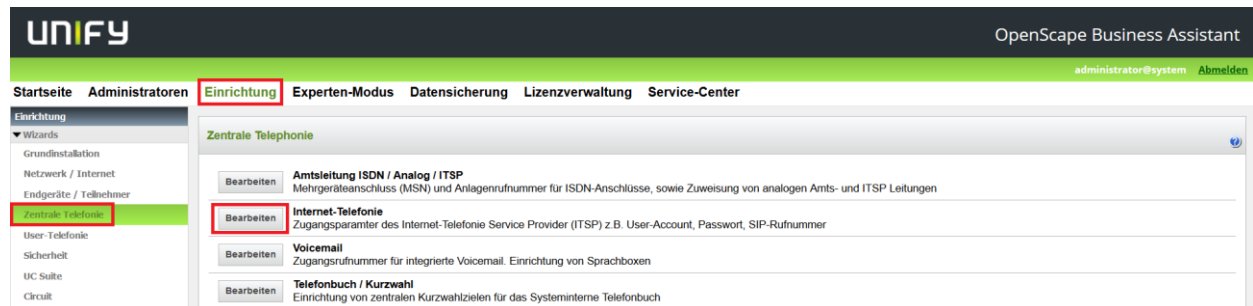 UNIFY
OpenScape Business Assistant
administrator@system Abmelden
Startseite Administratoren Einrichtung Experten-Modus Datensicherung Lizenzverwaltung Service-Center
Einrichtung
Wizards
Grundinstallation
Netzwerk / Internet
Endgeräte / Teilnehmer
Zentrale Telefonie
User-Telefonie
Sicherheit
UC Suite
Circuit
Zentrale Telephonie
Bearbeiten
Amtsleitung ISDN / Analog / ITSP
Mehrgeräteanschluss (MSN) und Anlagenrufnummer für ISDN-Anschlüsse, sowie Zuweisung von analogen Amts- und ITSP Leitungen
Bearbeiten
Internet-Telefonie
Zugangsparamter des Internet-Telefonie Service Provider (ITSP) z.B. User-Account, Passwort, SIP-Rufnummer
Bearbeiten
Voicemail
Zugangsrufnummer für integrierte Voicemail. Einrichtung von Sprachboxen
Bearbeiten
Telefonbuch / Kurzwahl
Einrichtung von zentralen Kurzwahlzielen für das Systeminterne Telefonbuch